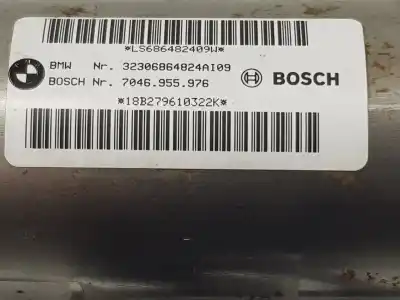 *LS686482409W*
BMW Nr. 32306864824AI09
BOSCH Nr. 7046.955.976 BOSCH
*18B279610322K*